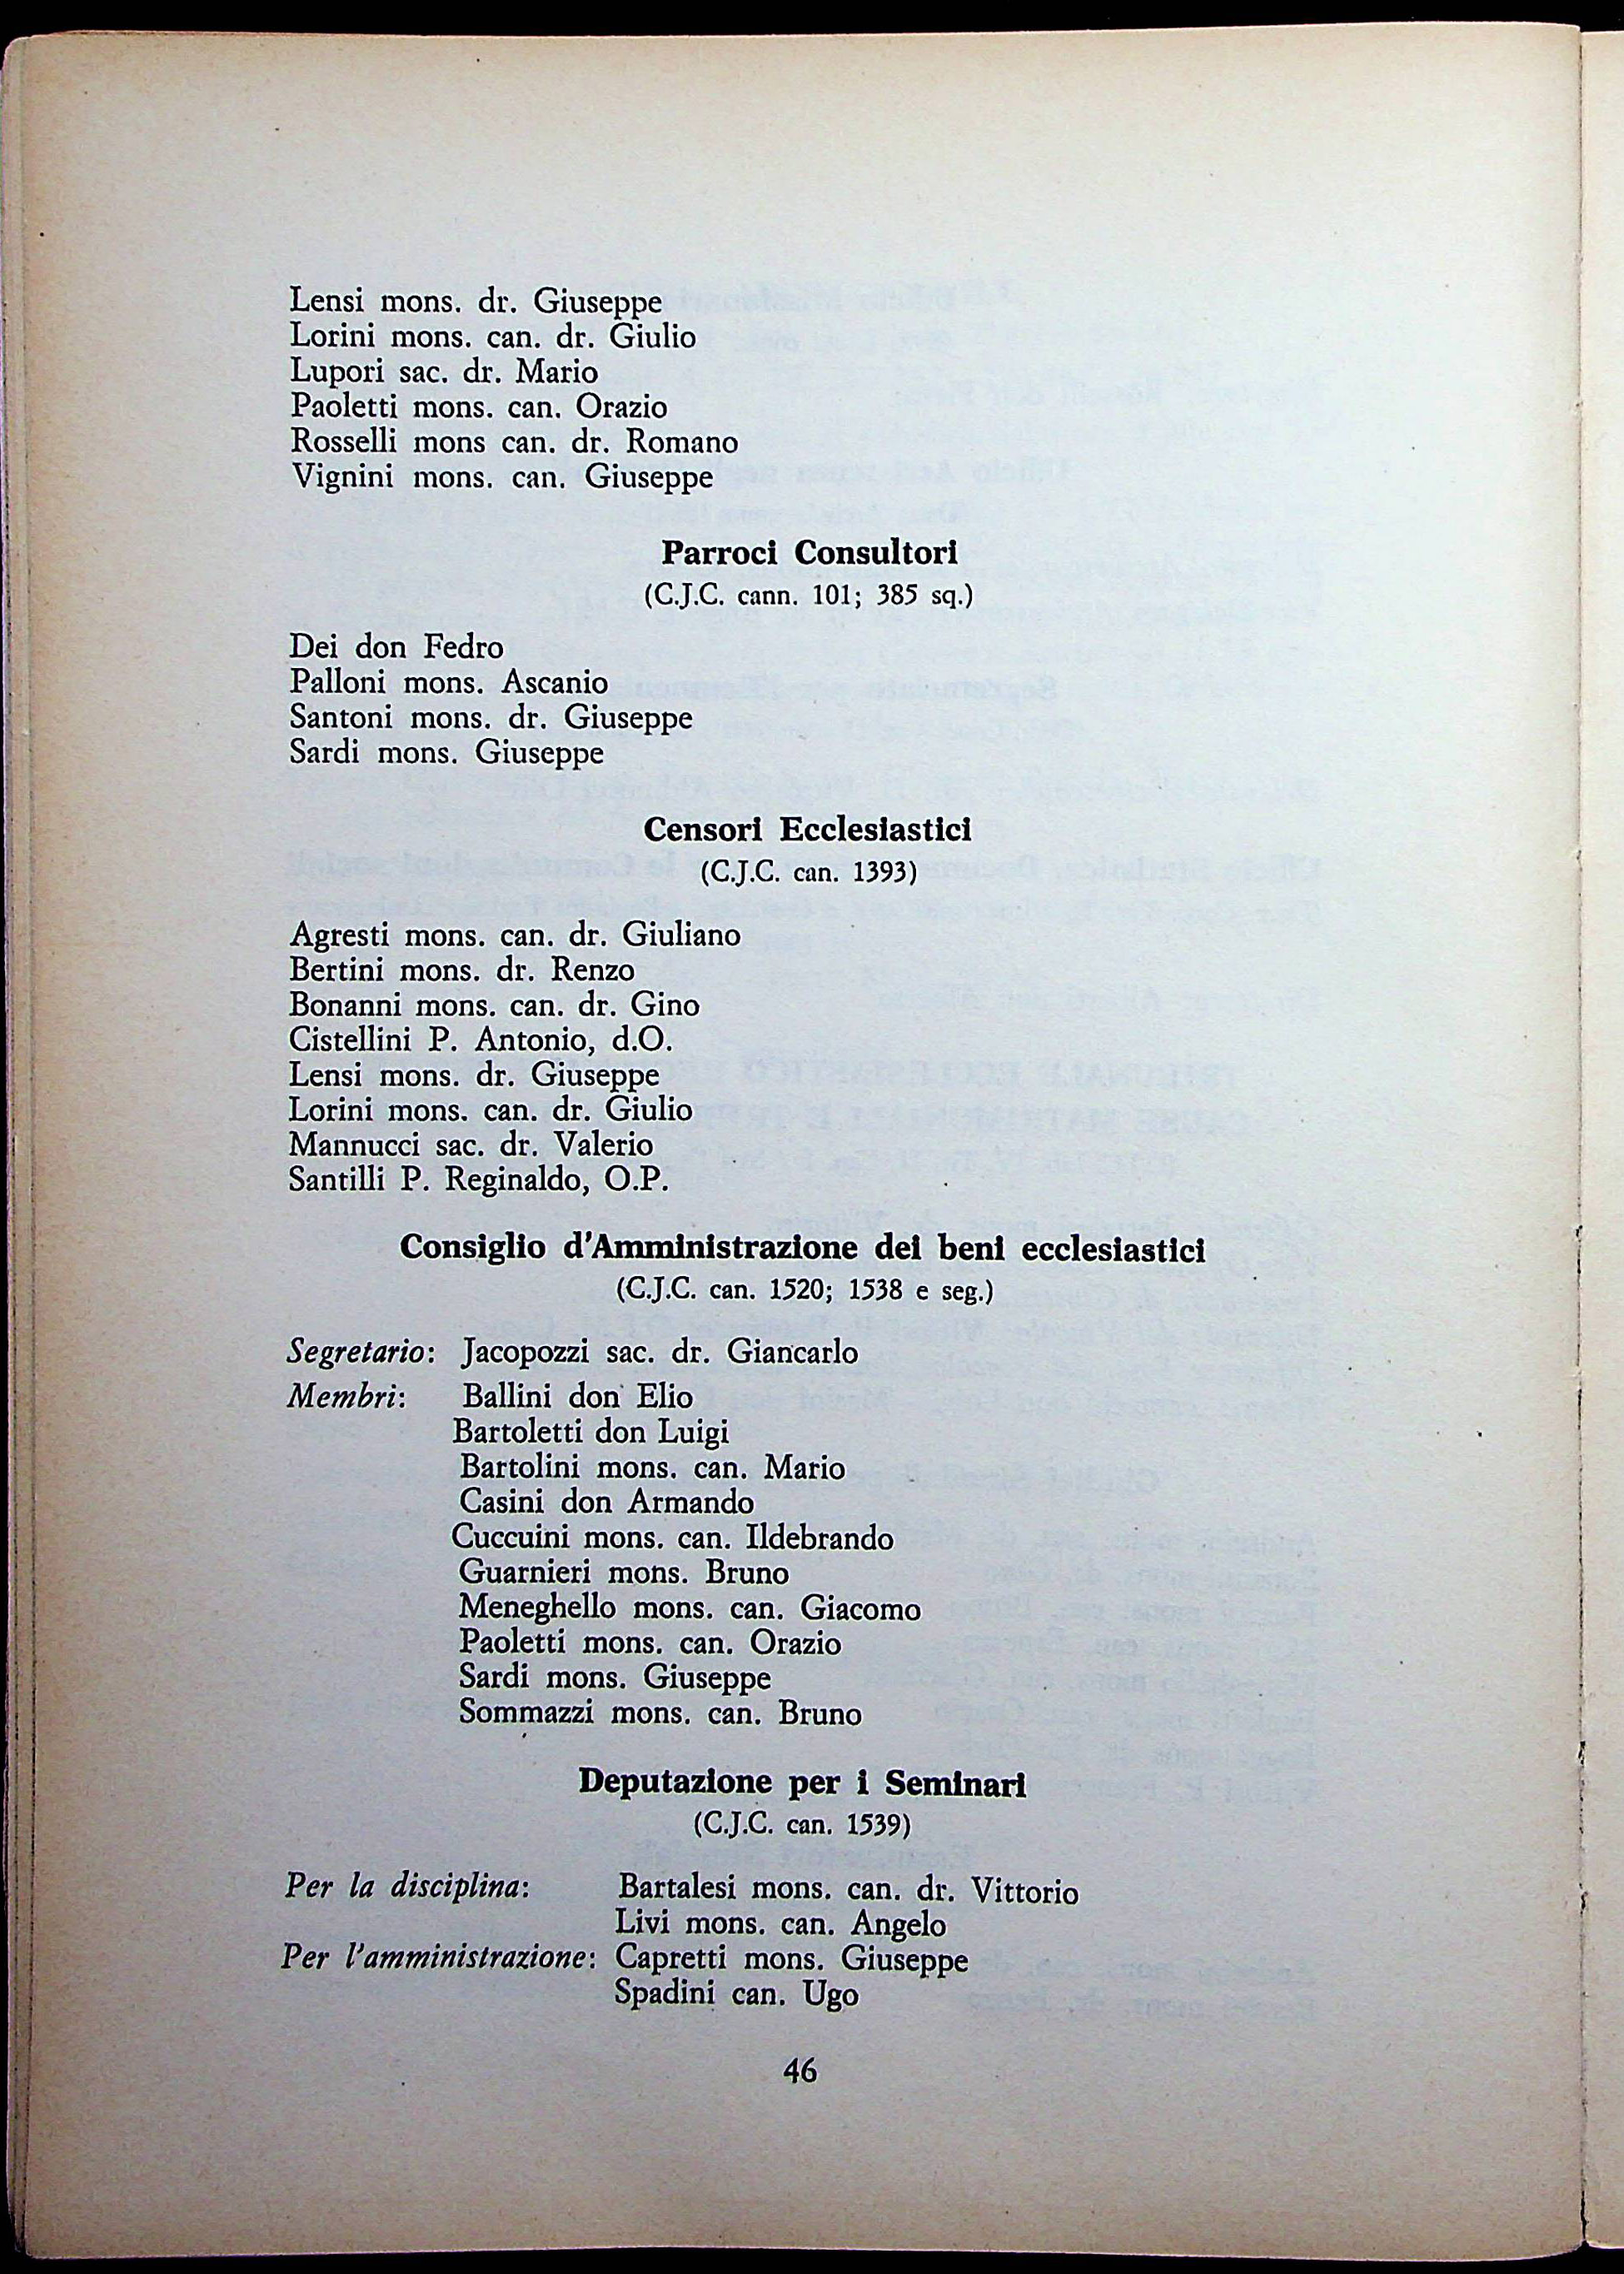 Lensi mons. dr. Giuseppe
Lorini mons. can. dr. Giulio
Lupori sac. dr. Mario
Paoletti mons. can. Orazio
Rosselli mons can. dr. Romano
Vignini mons. can. Giuseppe
Parroci Consultori
(C.J.C. cann. 101; 385 sq.)
Dei don Fedro
Palloni mons. Ascanio
Santoni mons. dr. Giuseppe
Sardi mons. Giuseppe
Censori Ecclesiastici
(C.J.C. can. 1393)
Agresti mons. can. dr. Giuliano
Bertini mons. dr. Renzo
Bonanni mons. can. dr. Gino
Cistellini P. Antonio, d.O.
Lensi mons. dr. Giuseppe
Lorini mons. can. dr. Giulio
Mannucci sac. dr. Valerio
Santilli P. Reginaldo, O.P.
Consiglio d'Amministrazione dei beni ecclesiastici
(C.J.C. can. 1520; 1538 e seg.)
Segretario: Jacopozzi sac. dr. Giancarlo
Membri: Ballini don Elio
Bartoletti don Luigi
Bartolini mons. can. Mario
Casini don Armando
Cuccuini mons. can. Ildebrando
Guarnieri mons. Bruno
Meneghello mons. can. Giacomo
Paoletti mons. can. Orazio
Sardi mons. Giuseppe
Sommazzi mons. can. Bruno
Deputazione per i Seminari
(C.J.C. can. 1539)
Per la disciplina: Bartalesi mons. can. dr. Vittorio
Livi mons. can. Angelo
Per l'amministrazione: Capretti mons. Giuseppe
Spadini can. Ugo
46